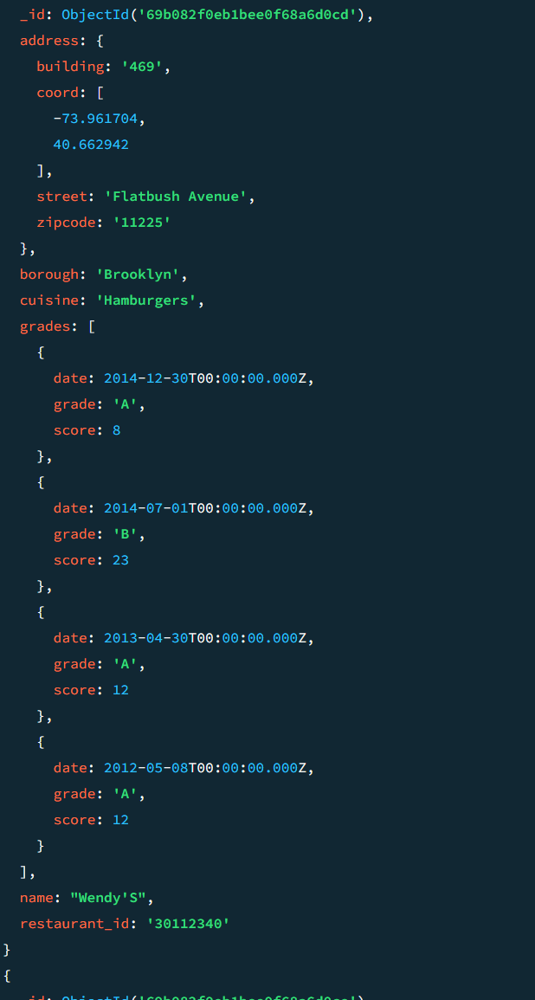 _id: ObjectId('69b082f0eb1bee0f68a6d0cd'),
address: {
building: '469',
coord: [
-73.961704,
40.662942
],
street: 'Flatbush Avenue',
zipcode: '11225'
},
borough: 'Brooklyn',
cuisine: 'Hamburgers',
grades: [
{
date: 2014-12-30T00:00:00.000Z,
grade: 'A',
score: 8
},
{
date: 2014-07-01T00:00:00.000Z,
grade: 'B',
score: 23
},
{
date: 2013-04-30T00:00:00.000Z,
grade: 'A',
score: 12
},
{
date: 2012-05-08T00:00:00.000Z,
grade: 'A',
score: 12
}
],
name: "Wendy'S",
restaurant_id: '30112340'
}
{